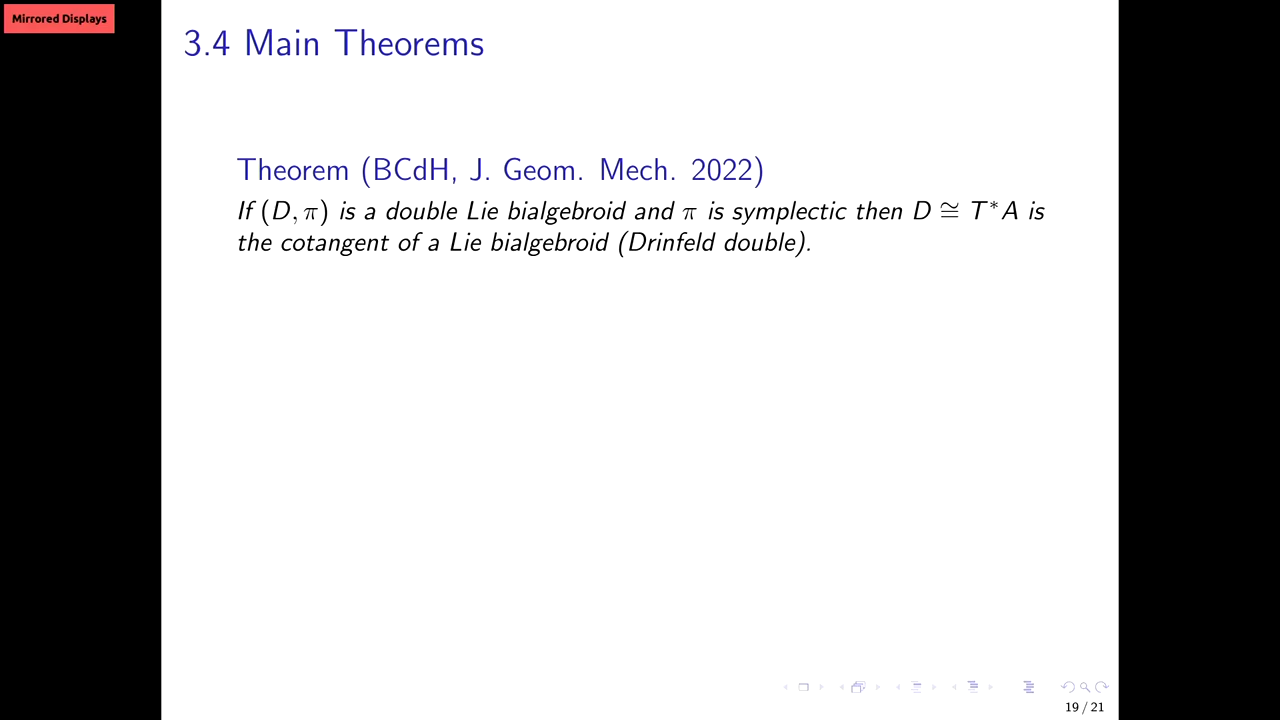 Mirrored Displays
3.4 Main Theorems
Theorem (BCdH, J. Geom. Mech. 2022)
If (D, π) is a double Lie bialgebroid and π is symplectic then D ≅ T*A is
the cotangent of a Lie bialgebroid (Drinfeld double).
19 / 21